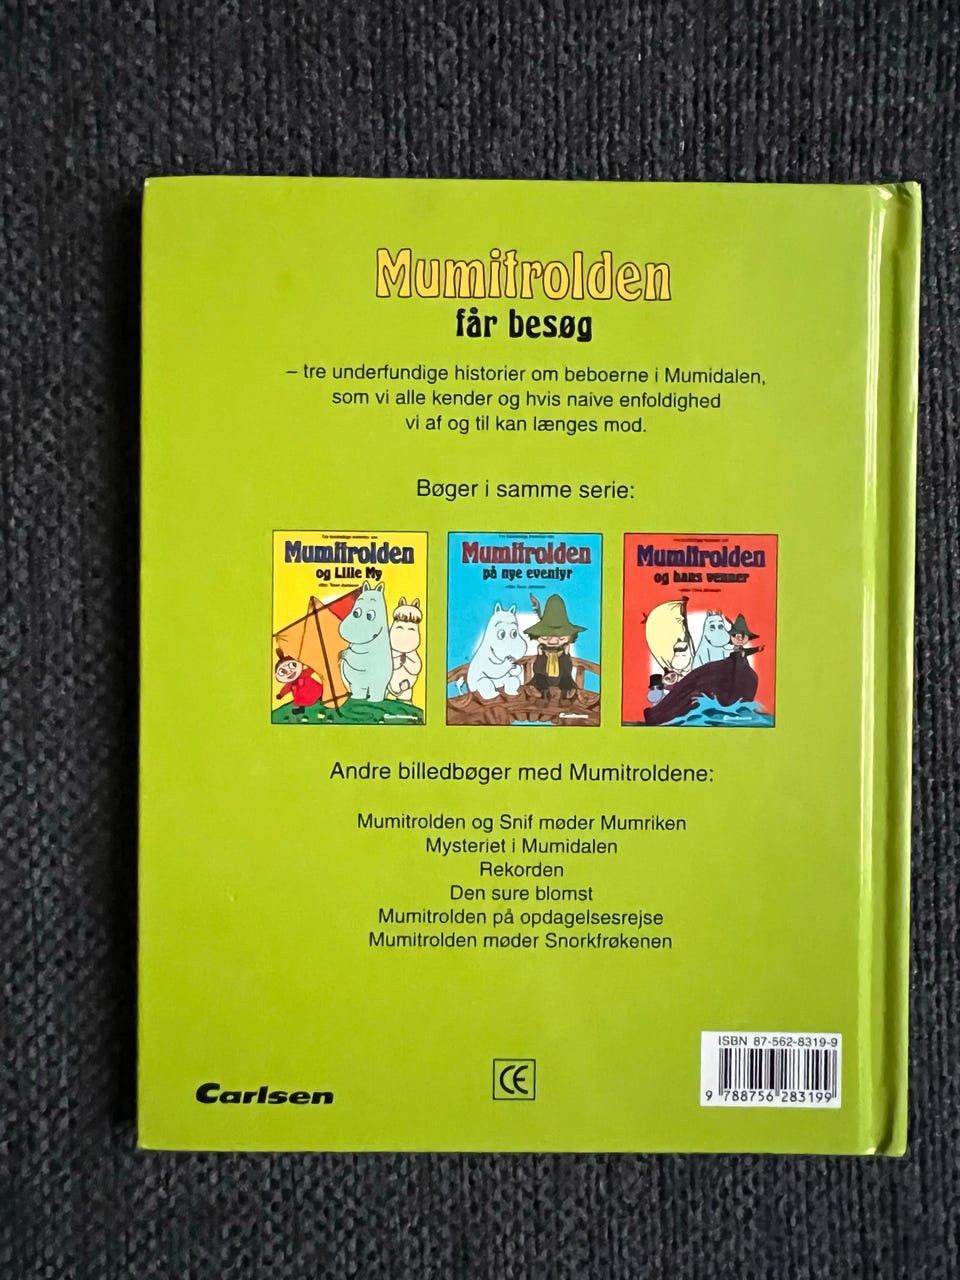 Mumitrolden
får besøg
– tre underfundige historier om beboerne i Mumidalen,
som vi alle kender og hvis naive enfoldighed
vi af og til kan længes mod.
Bøger i samme serie:
Mumitrolden
og Lille My
Carlsen
Mumitrolden
på nye eventyr
Carlsen
Mumitrolden
og hans venner
Carlsen
Andre billedbøger med Mumitroldene:
Mumitrolden og Snif møder Mumriken
Mysteriet i Mumidalen
Rekorden
Den sure blomst
Mumitrolden på opdagelsesrejse
Mumitrolden møder Snorkfrøkenen
Carlsen
CE
ISBN 87-562-8319-9
9 788756 283199